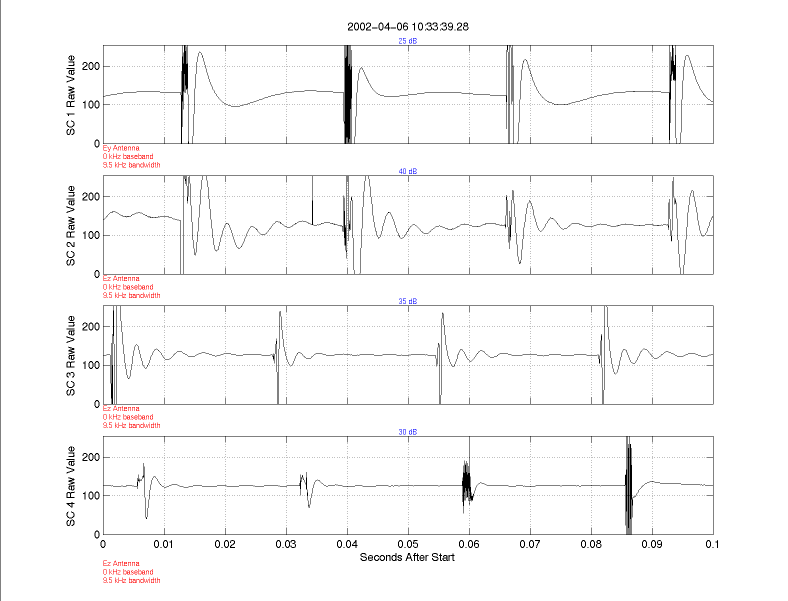 2002-04-06 10:33:39.28
25 dB
SC 1 Raw Value
200
100
0
Ey Antenna
0 kHz baseband
9.5 kHz bandwidth
40 dB
SC 2 Raw Value
200
100
0
Ez Antenna
0 kHz baseband
9.5 kHz bandwidth
35 dB
SC 3 Raw Value
200
100
0
Ez Antenna
0 kHz baseband
9.5 kHz bandwidth
30 dB
SC 4 Raw Value
200
100
0
0 0.01 0.02 0.03 0.04 0.05 0.06 0.07 0.08 0.09 0.1
Seconds After Start
Ez Antenna
0 kHz baseband
9.5 kHz bandwidth